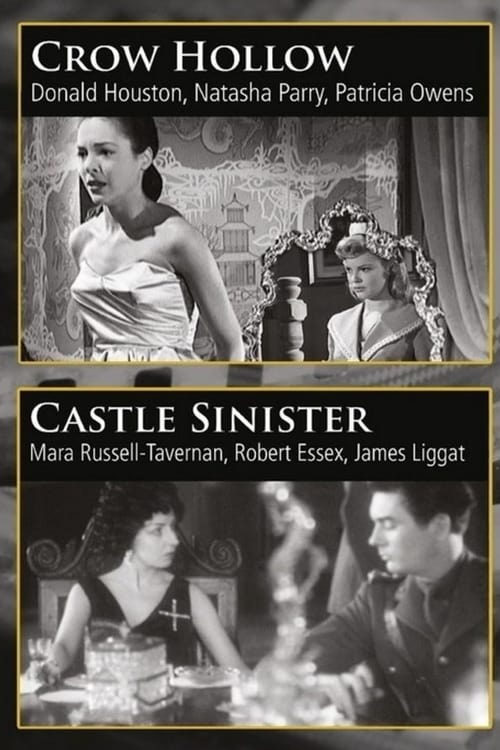 Crow Hollow
Donald Houston, Natasha Parry, Patricia Owens
Castle Sinister
Mara Russell-Tavernan, Robert Essex, James Liggat